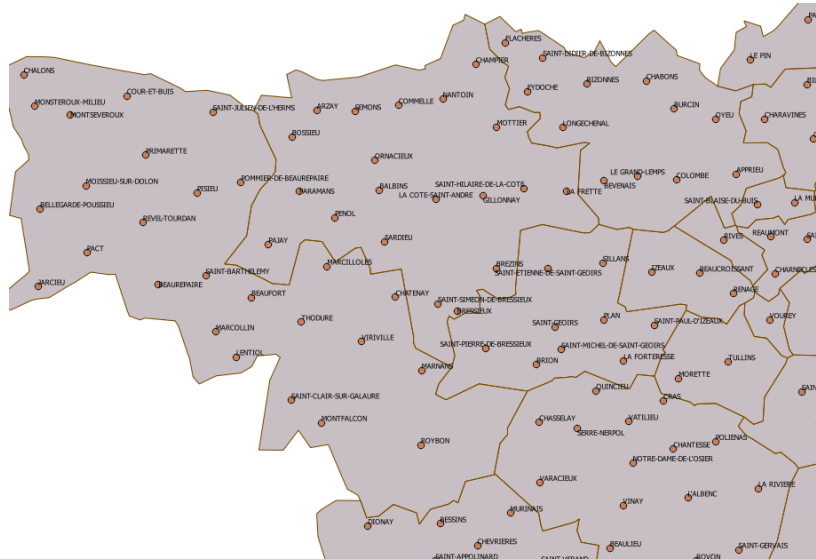 FLACHERES
SAINT-DIDIER-DE-BIZONNES
LE PIN
CHAMPIER
CHALONS
BIZONNES
CHABONS
EYDOCHE
COUR-ET-BUIS
NANTOIN
COMMELLE
MONSTEROUX-MILIEU
SEMONS
ARZAY
SAINT-JULIEN-DE-L'HERMS
BURCIN
MONTSEVEROUX
OYEU
CHARAVINES
MOTTIER
LONGECHENAL
BOSSIEU
PRIMARETTE
ORNACIEUX
APPRIEU
LE GRAND-LEMPS
COLOMBE
BEVENAIS
MOISSIEU-SUR-DOLON
POMMIER-DE-BEAUREPAIRE
SAINT-HILAIRE-DE-LA-COTE
PISIEU
FARAMANS
BALBINS
LA COTE-SAINT-ANDRE
GILLONNAY
LA FRETTE
SAINT-BLAISE-DU-BUIS
LA MU
BELLEGARDE-POUSSIEU
REVEL-TOURDAN
PENOL
REAUMONT
RIVES
PACT
PAJAY
SARDIEU
MARCILLOLES
BREZINS
SAINT-ETIENNE-DE-SAINT-GEOIRS
SILLANS
IZEAUX
BEAUCROISSANT
CHARNECLES
JARCIEU
BEAUREPAIRE
SAINT-BARTHELEMY
BEAUFORT
CHATENAY
RENAGE
SAINT-SIMEON-DE-BRESSIEUX
BRESSIEUX
THODURE
SAINT-GEOIRS
PLAN
SAINT-PAUL-D'IZEAUX
VOUREY
MARCOLLIN
VIRIVILLE
SAINT-PIERRE-DE-BRESSIEUX
SAINT-MICHEL-DE-SAINT-GEOIRS
LENTIOL
BRION
LA FORTERESSE
TULLINS
MARNANS
MORETTE
QUINCIEU
SAINT-CLAIR-SUR-GALAURE
CRAS
MONTFALCON
CHASSELAY
SERRE-NERPOL
VATILIEU
ROYBON
CHANTESSE
POLIENAS
NOTRE-DAME-DE-L'OSIER
VARACIEUX
LA RIVIERE
L'ALBENC
VINAY
MURINAIS
DIONAY
BESSINS
CHEVRIERES
BEAULIEU
SAINT-GERVAIS
SAINT-APPOLINARD
ROVON